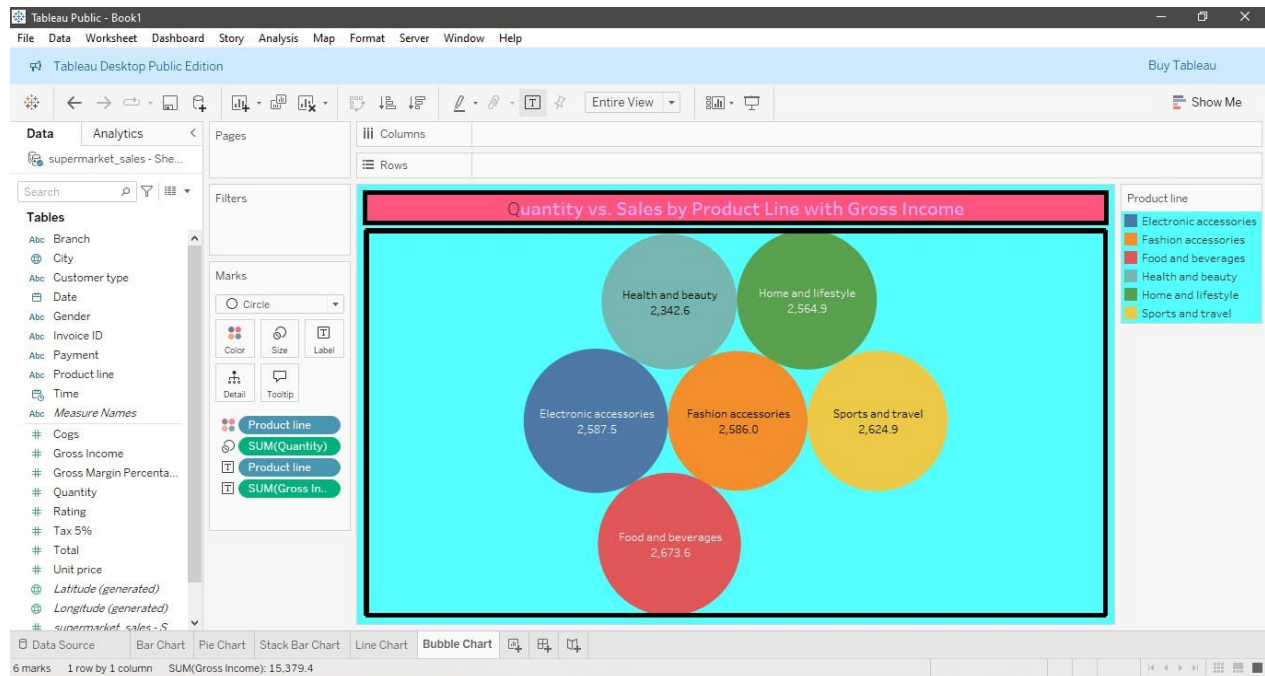 Tableau Public - Book1
File Data Worksheet Dashboard Story Analysis Map Format Server Window Help
Tableau Desktop Public Edition Buy Tableau
Entire View Show Me
Data Analytics Pages Columns
supermarket_sales - She...
Rows
Search
Filters
Tables
Abc Branch
City
Abc Customer type
Date
Abc Gender
Abc Invoice ID
Abc Payment
Abc Product line
Time
Abc Measure Names
# Cogs
# Gross Income
# Gross Margin Percenta...
# Quantity
# Rating
# Tax 5%
# Total
# Unit price
Latitude (generated)
Longitude (generated)
# supermarket_sales - S
Marks
Circle
Color Size Label
Detail Tooltip
Product line
SUM(Quantity)
T Product line
T SUM(Gross In..
Quantity vs. Sales by Product Line with Gross Income
Health and beauty
2,342.6
Home and lifestyle
2,564.9
Electronic accessories
2,587.5
Fashion accessories
2,586.0
Sports and travel
2,624.9
Food and beverages
2,673.6
Product line
Electronic accessories
Fashion accessories
Food and beverages
Health and beauty
Home and lifestyle
Sports and travel
Data Source Bar Chart Pie Chart Stack Bar Chart Line Chart Bubble Chart
6 marks 1 row by 1 column SUM(Gross Income): 15,379.4